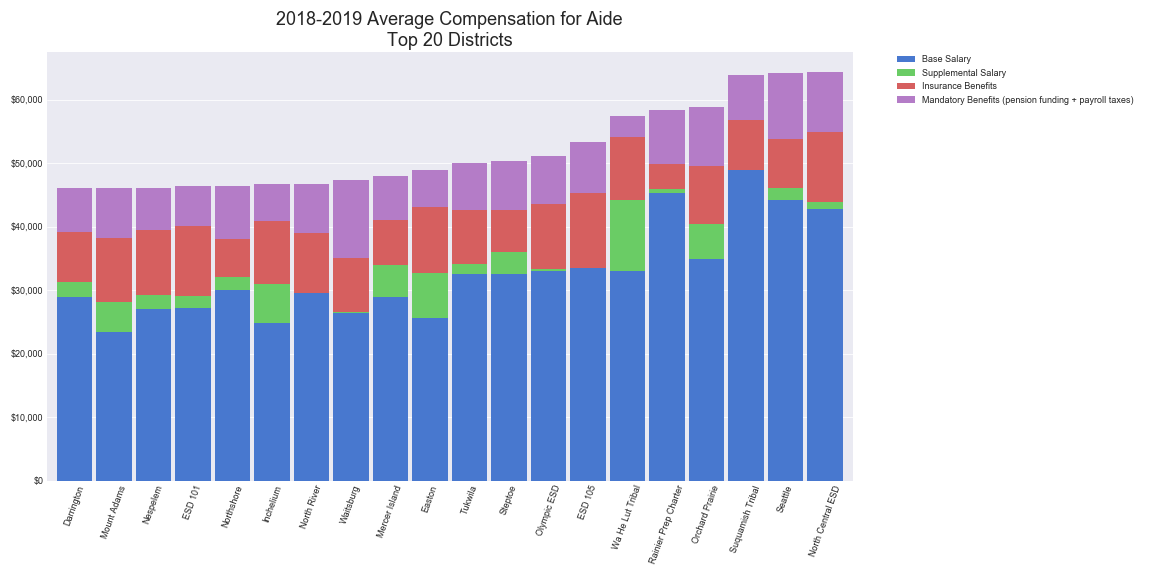 2018-2019 Average Compensation for Aide
Top 20 Districts
Base Salary
Supplemental Salary
Insurance Benefits
Mandatory Benefits (pension funding + payroll taxes)
$60,000
$50,000
$40,000
$30,000
$20,000
$10,000
$0
Darrington
Mount Adams
Nespelem
ESD 101
Northshore
Inchelium
North River
Waitsburg
Mercer Island
Easton
Tukwila
Steptoe
Olympic ESD
ESD 105
Wa He Lut Tribal
Rainier Prep Charter
Orchard Prairie
Suquamish Tribal
Seattle
North Central ESD